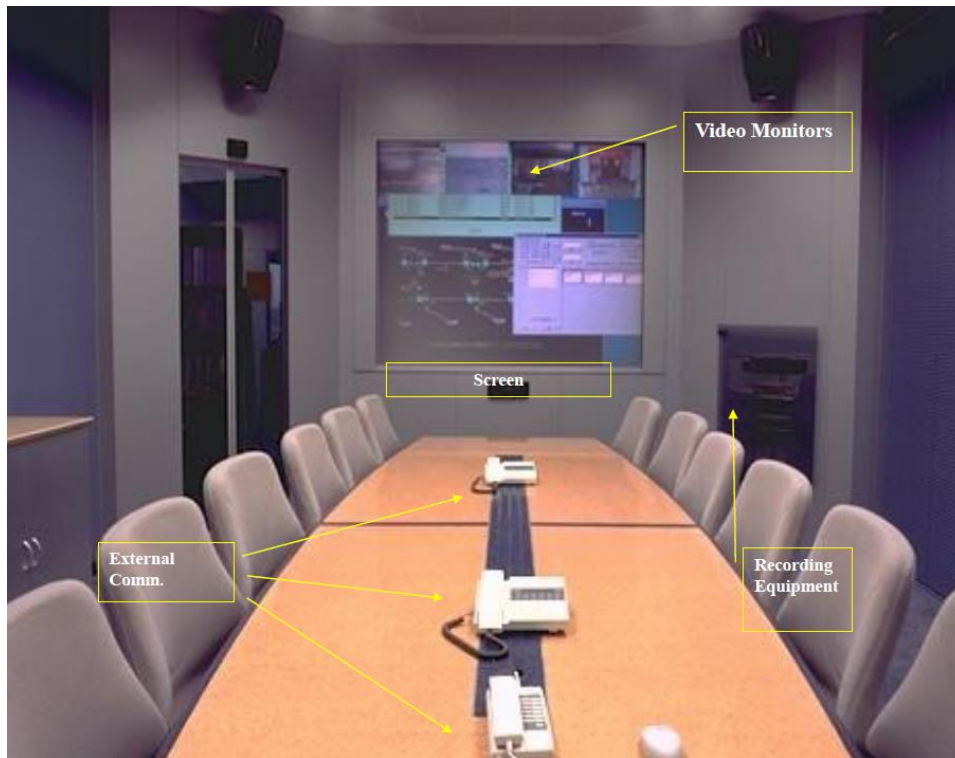 Video Monitors
Screen
External
Comm.
Recording
Equipment